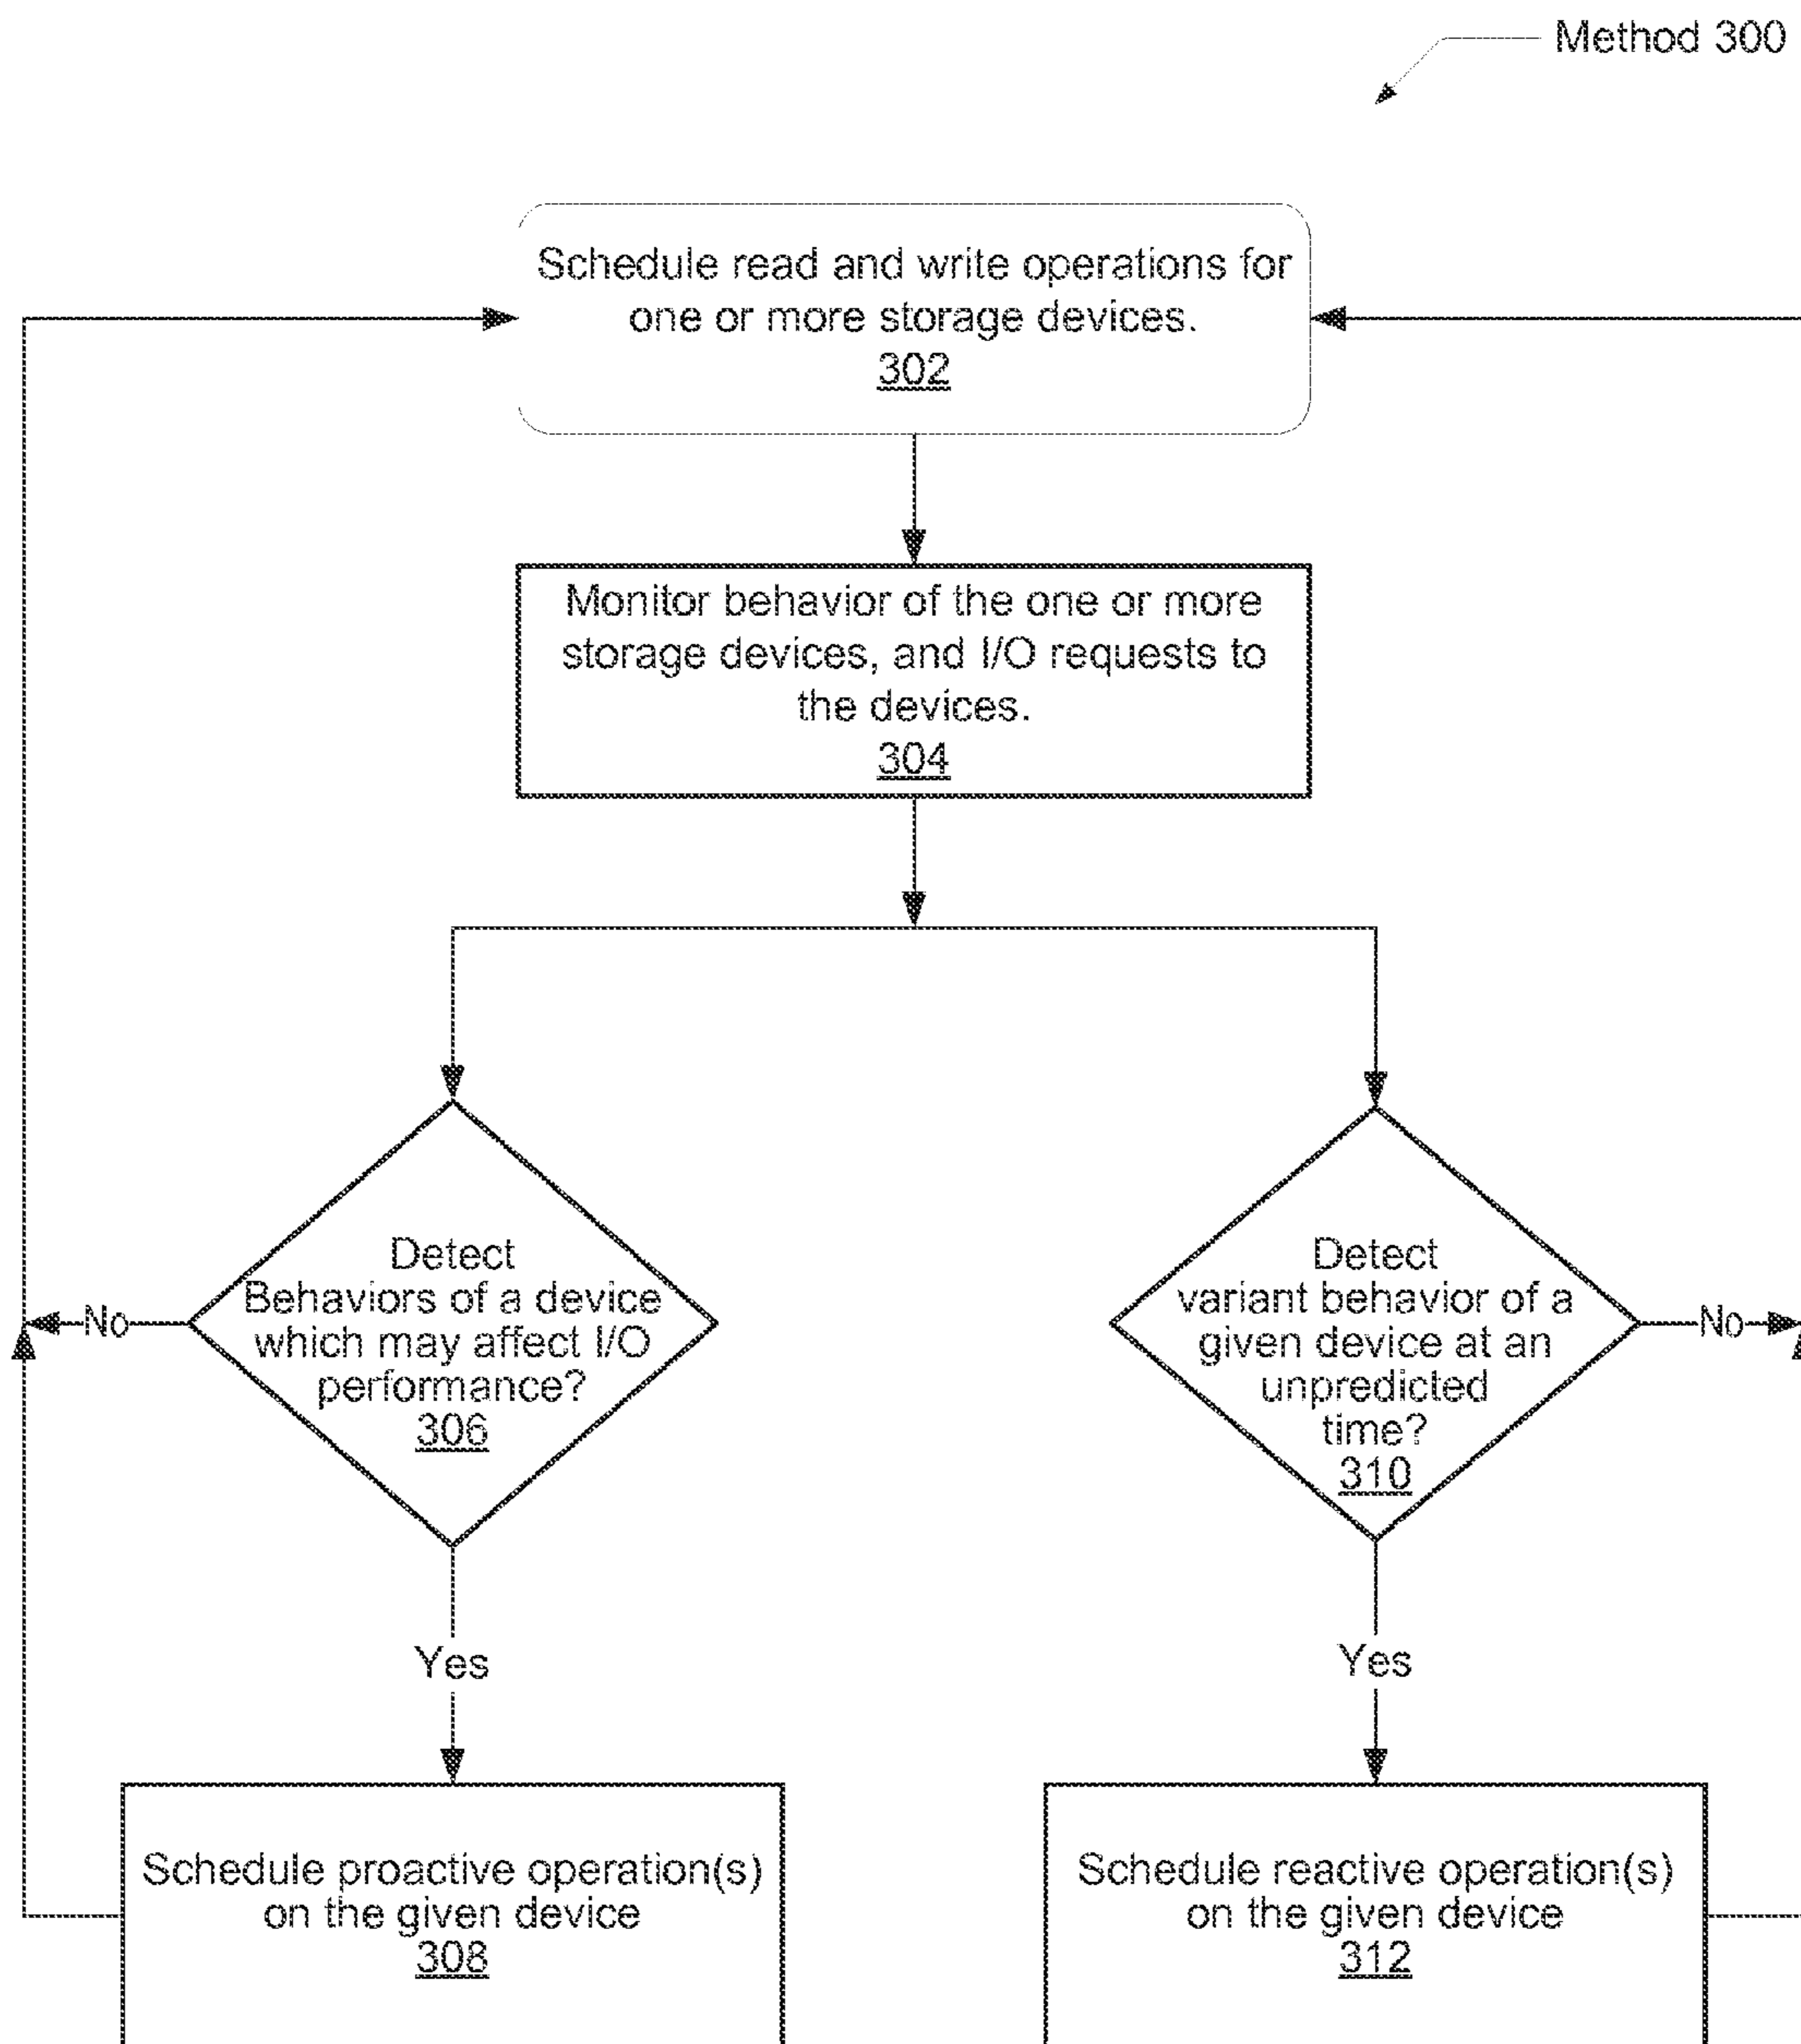 Method 300
Schedule read and write operations for
one or more storage devices.
302
Monitor behavior of the one or more
storage devices, and I/O requests to
the devices.
304
Detect
Behaviors of a device
which may affect I/O
performance?
306
No
Yes
Detect
variant behavior of a
given device at an
unpredicted
time?
310
No
Yes
Schedule proactive operation(s)
on the given device
308
Schedule reactive operation(s)
on the given device
312